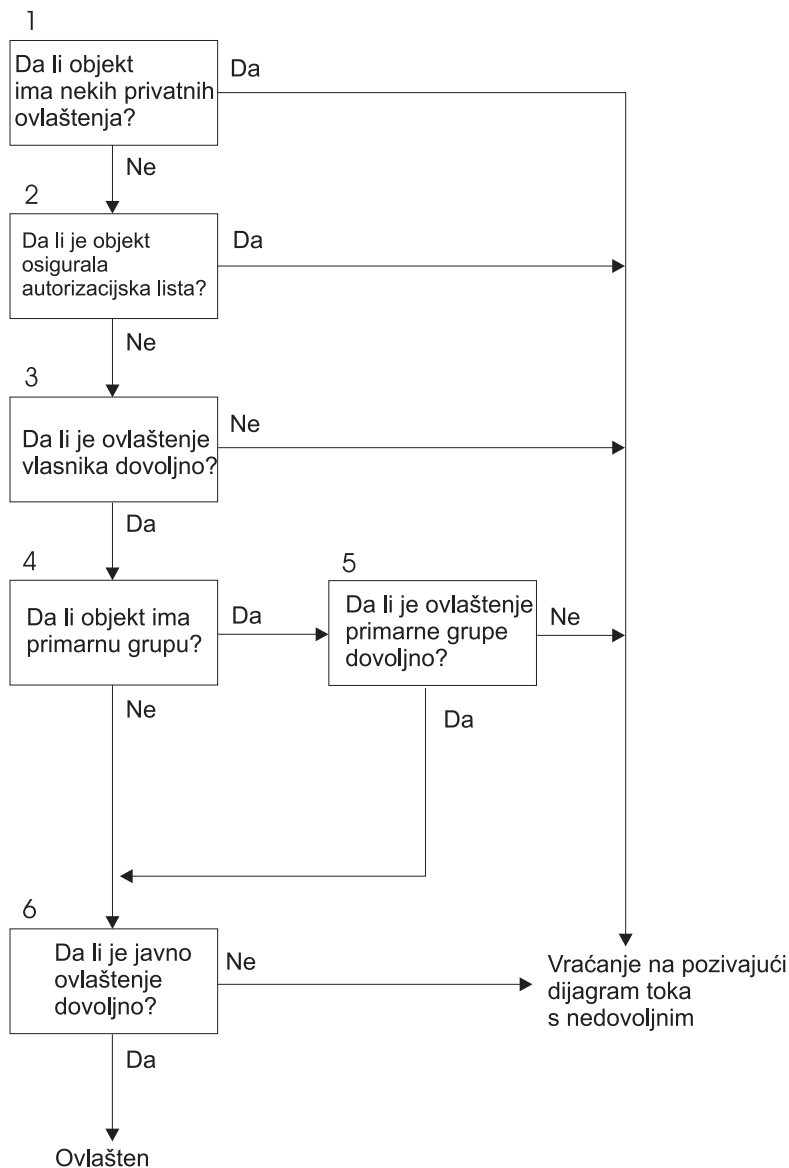 1
Da li objekt
ima nekih privatnih
ovlaštenja?
Da
Ne
2
Da li je objekt
osigurala
autorizacijska lista?
Da
Ne
3
Da li je ovlaštenje
vlasnika dovoljno?
Ne
Da
4
Da li objekt ima
primarnu grupu?
Da
5
Da li je ovlaštenje
primarne grupe
dovoljno?
Ne
Ne
Da
6
Da li je javno
ovlaštenje
dovoljno?
Ne
Vraćanje na pozivajući
dijagram toka
s nedovoljnim
Da
Ovlašten